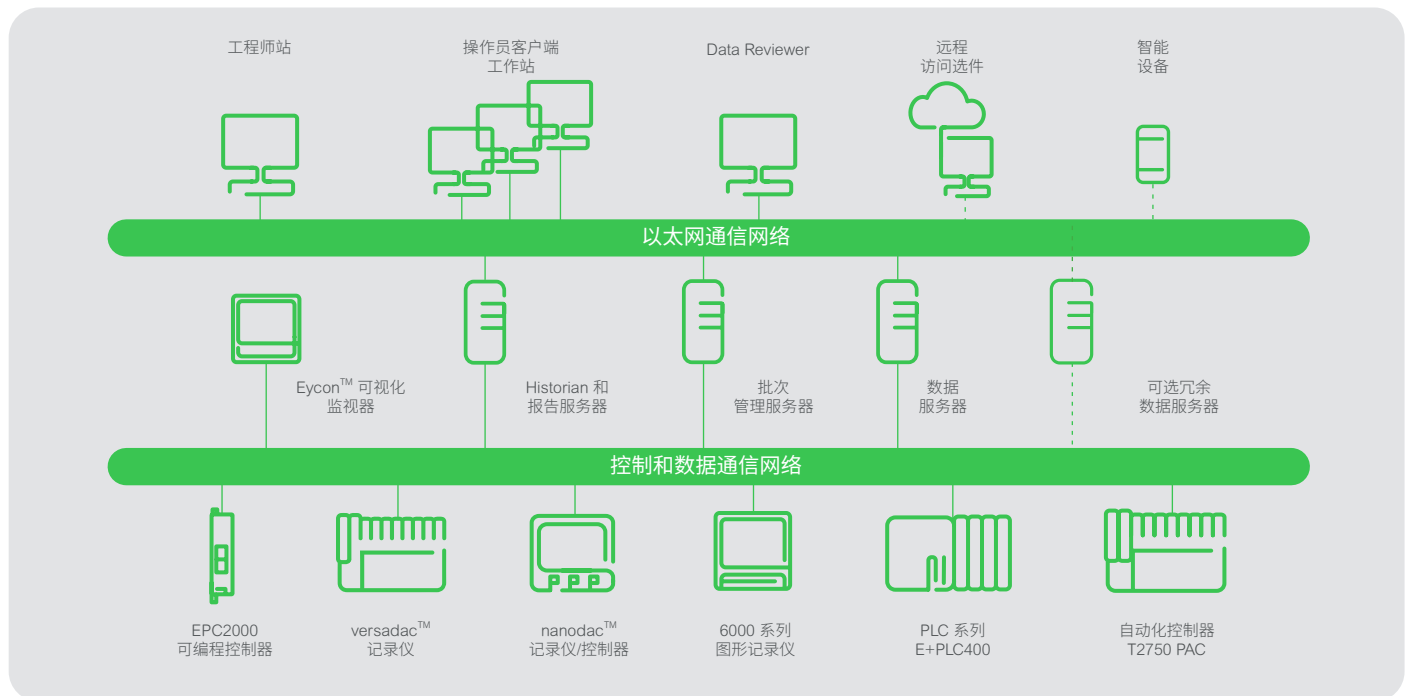 工程师站
操作员客户端
工作站
Data Reviewer
远程
访问选件
智能
设备
以太网通信网络
Eycon™ 可视化
监视器
Historian 和
报告服务器
批次
管理服务器
数据
服务器
可选冗余
数据服务器
控制和数据通信网络
EPC2000
可编程控制器
versadac™
记录仪
nanodac™
记录仪/控制器
6000 系列
图形记录仪
PLC 系列
E+PLC400
自动化控制器
T2750 PAC